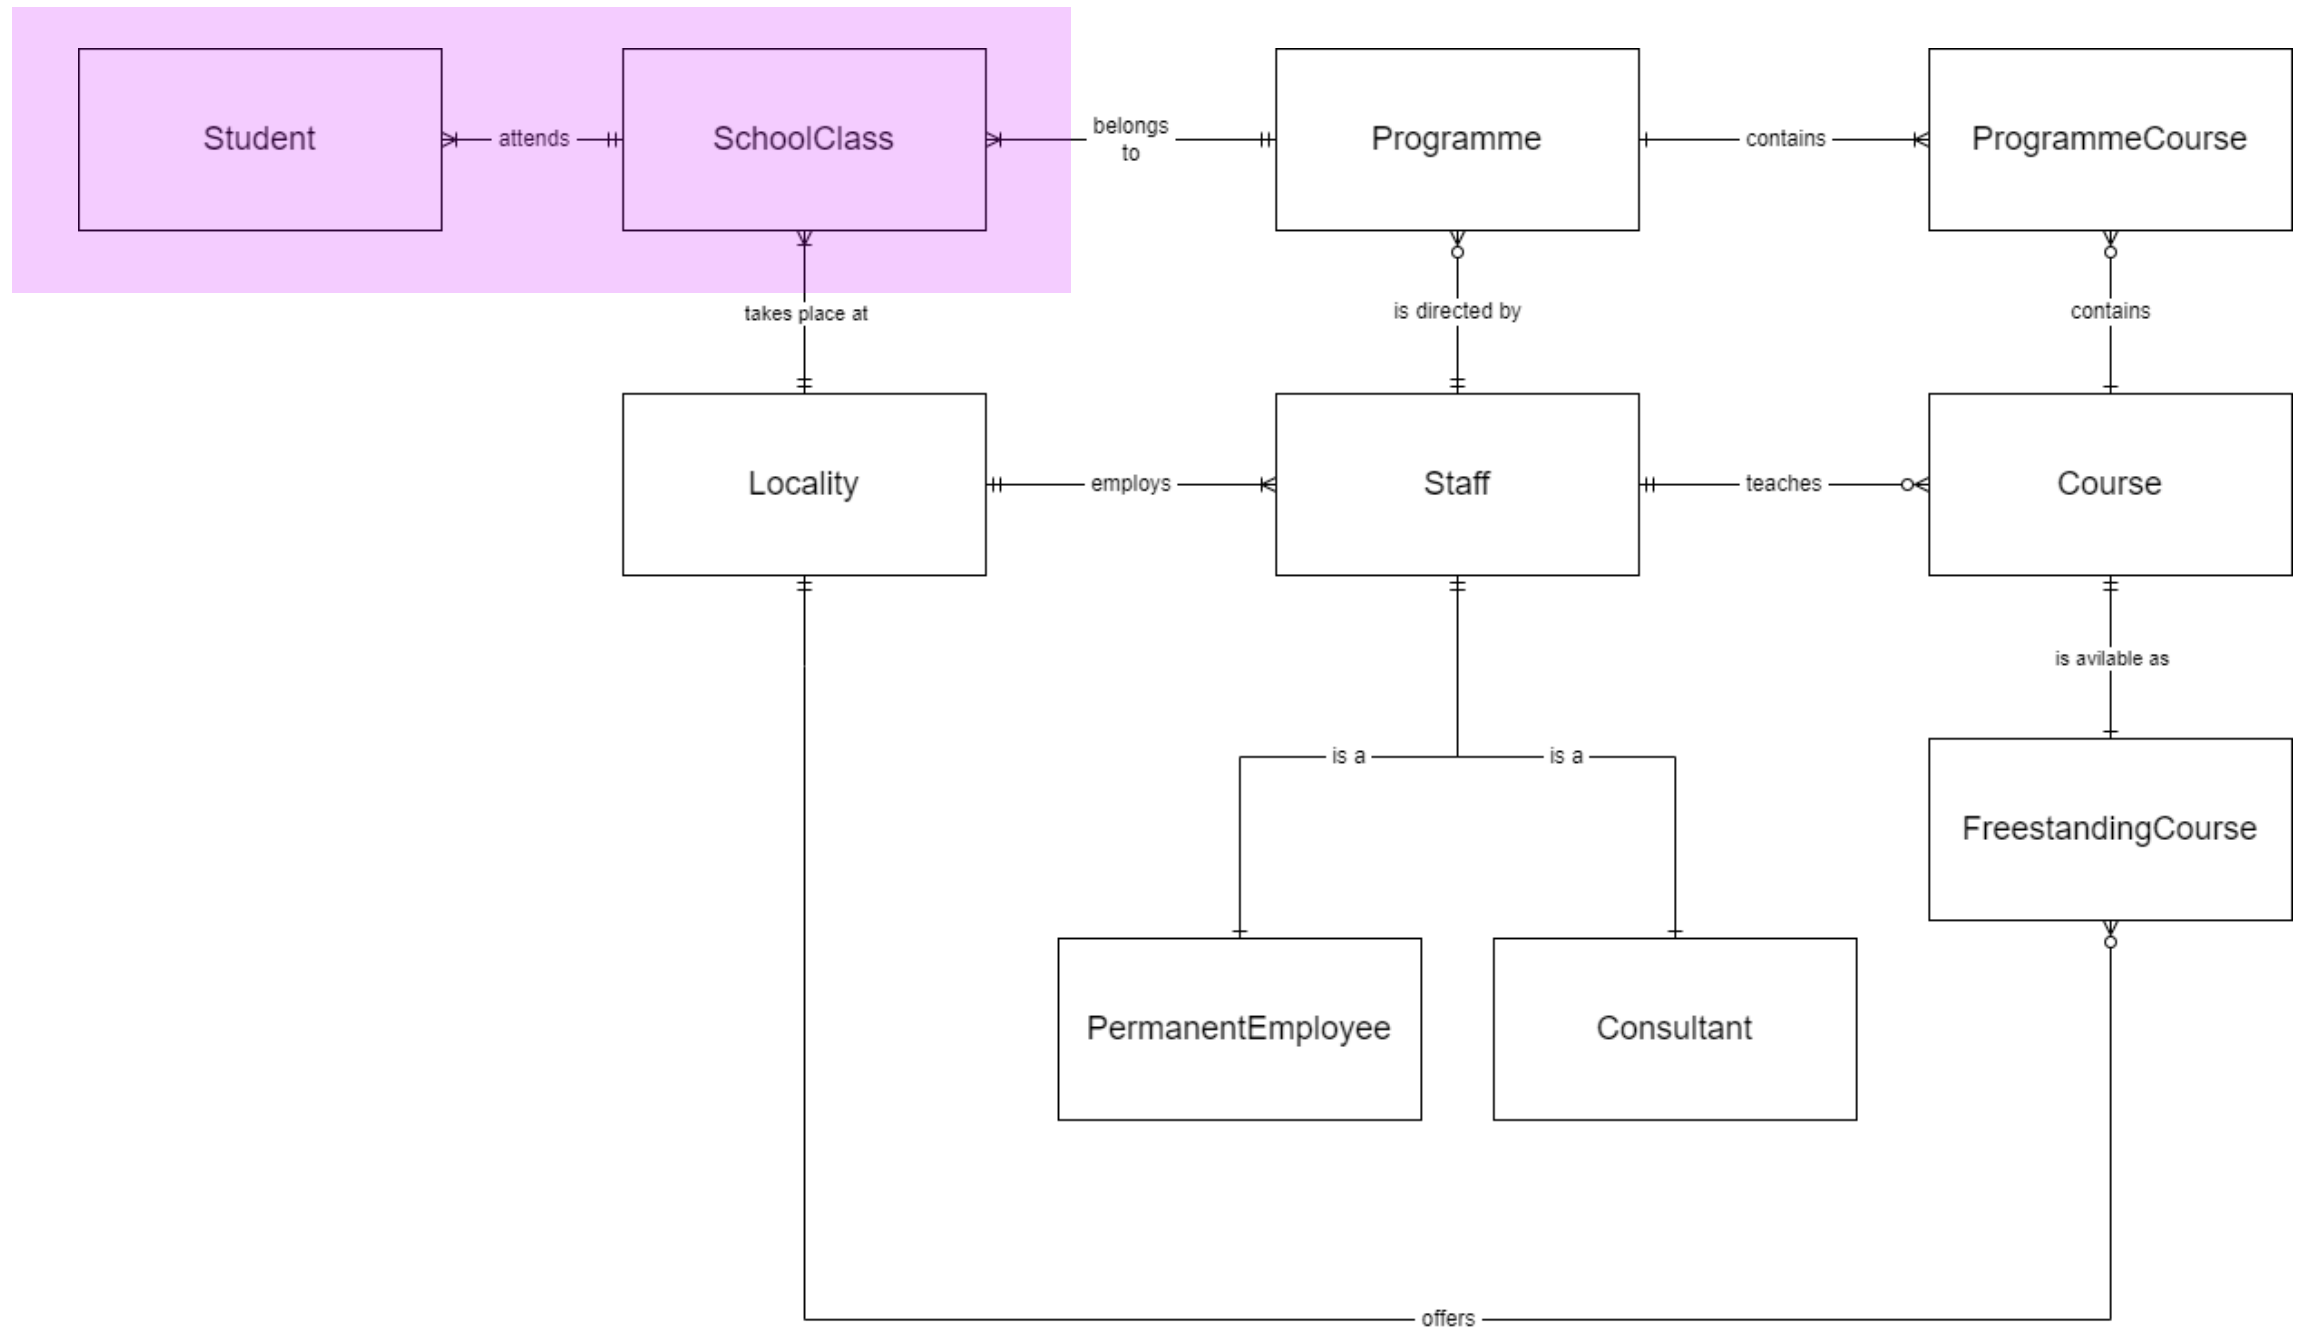 Student
attends
SchoolClass
belongs
to
Programme
contains
ProgrammeCourse
takes place at
is directed by
contains
Locality
employs
Staff
teaches
Course
is avilable as
is a
is a
FreestandingCourse
PermanentEmployee
Consultant
offers